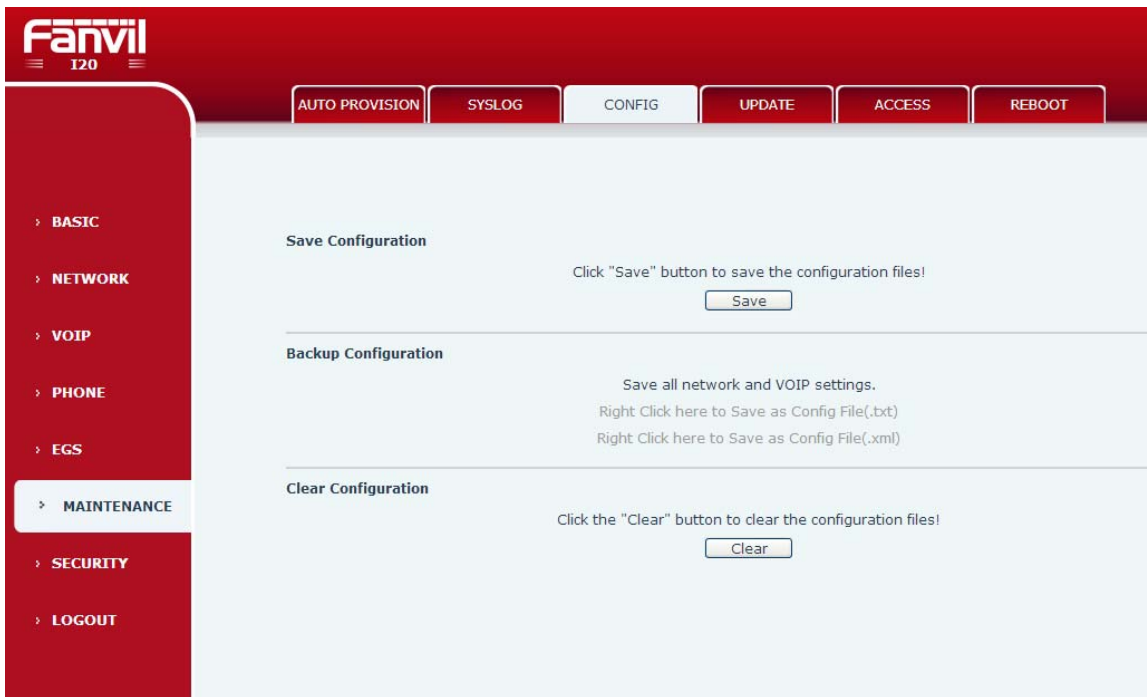 Fanvil
I20
AUTO PROVISION SYSLOG CONFIG UPDATE ACCESS REBOOT
› BASIC
› NETWORK
› VOIP
› PHONE
› EGS
› MAINTENANCE
› SECURITY
› LOGOUT
Save Configuration
Click "Save" button to save the configuration files!
Save
Backup Configuration
Save all network and VOIP settings.
Right Click here to Save as Config File(.txt)
Right Click here to Save as Config File(.xml)
Clear Configuration
Click the "Clear" button to clear the configuration files!
Clear